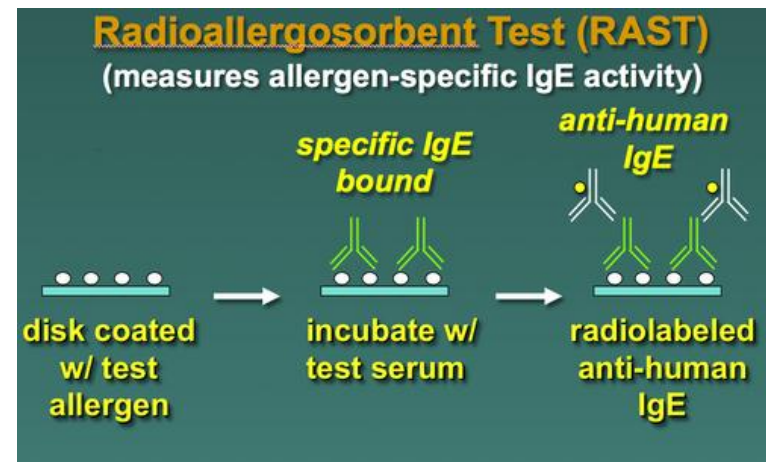 Radioallergosorbent Test (RAST)
(measures allergen-specific IgE activity)
specific IgE
bound
anti-human
IgE
disk coated
w/ test
allergen
incubate w/
test serum
radiolabeled
anti-human
IgE